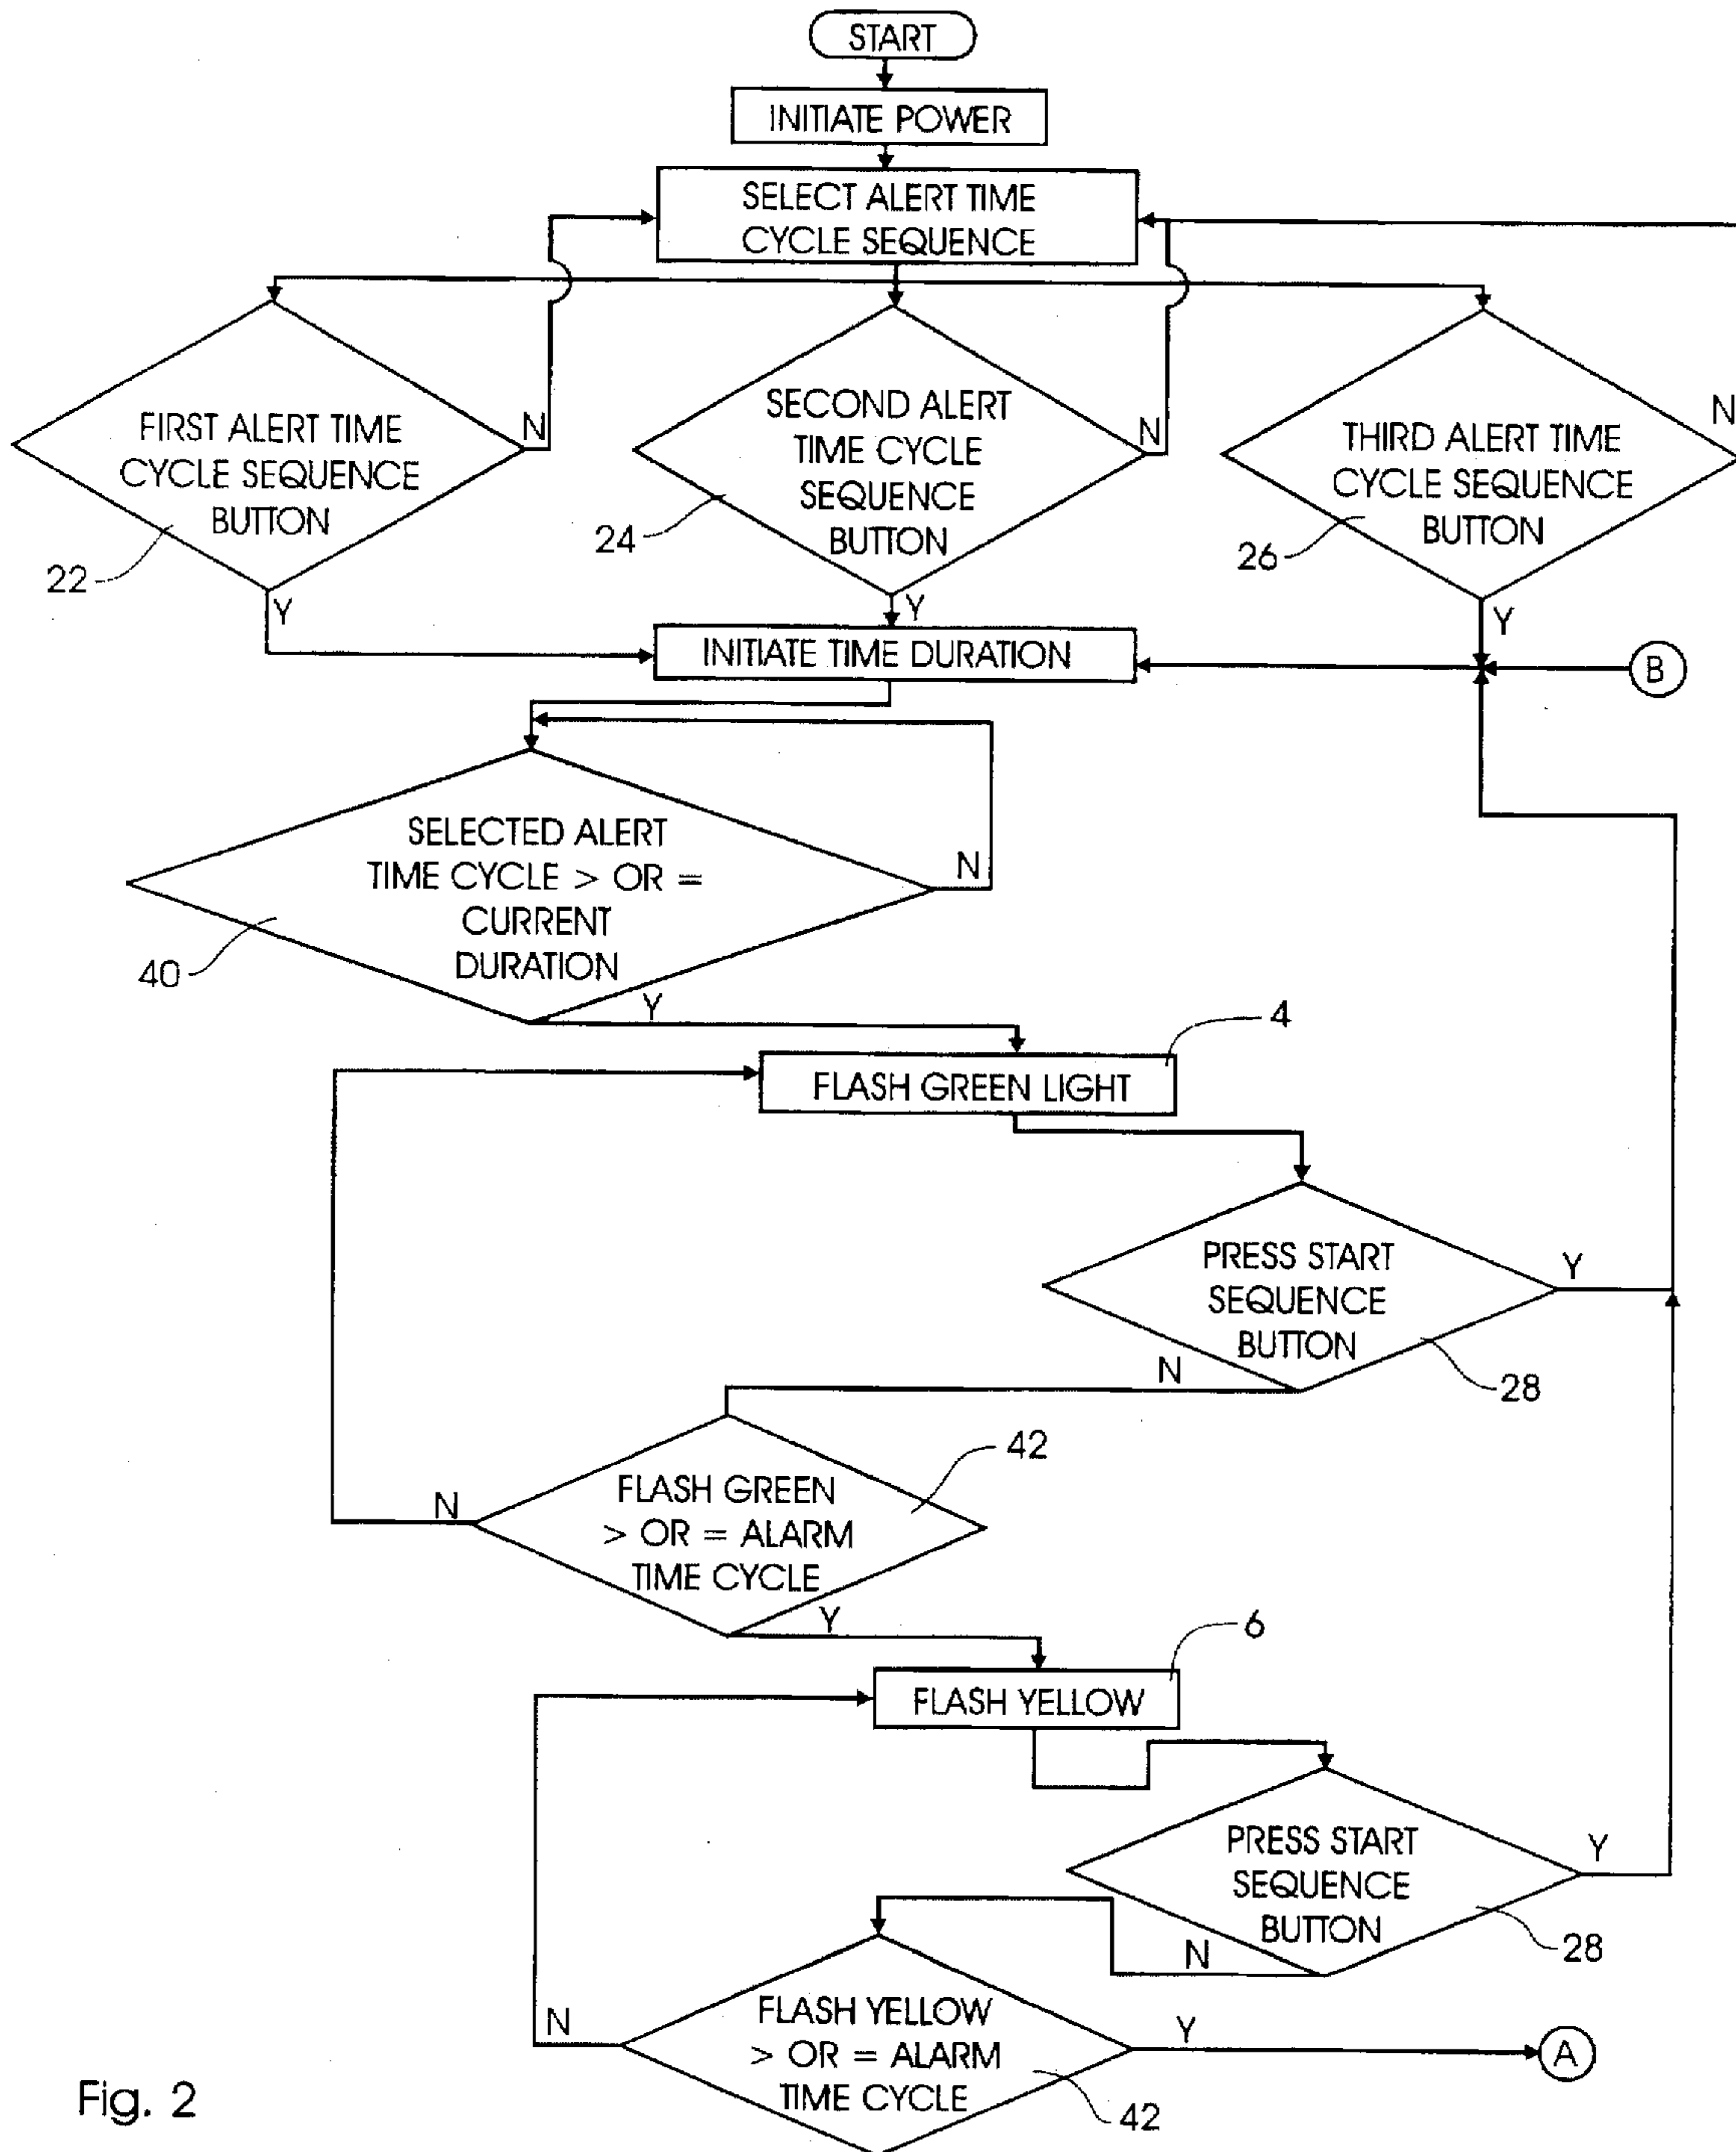 START
INITIATE POWER
SELECT ALERT TIME
CYCLE SEQUENCE
FIRST ALERT TIME
CYCLE SEQUENCE
BUTTON
N
22
Y
SECOND ALERT
TIME CYCLE
SEQUENCE
BUTTON
N
24
Y
THIRD ALERT TIME
CYCLE SEQUENCE
BUTTON
N
26
Y
INITIATE TIME DURATION
B
SELECTED ALERT
TIME CYCLE > OR =
CURRENT
DURATION
N
40
Y
4
FLASH GREEN LIGHT
PRESS START
SEQUENCE
BUTTON
Y
N
28
42
FLASH GREEN
> OR = ALARM
TIME CYCLE
N
Y
6
FLASH YELLOW
PRESS START
SEQUENCE
BUTTON
Y
N
28
FLASH YELLOW
> OR = ALARM
TIME CYCLE
N
Y
A
42
Fig. 2